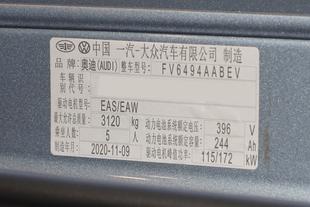 中国 一汽-大众汽车有限公司 制造
品 牌: 奥迪(AUDI) 整车型号: FV6494AABEV
车辆识别代号:
驱动电机型号: EAS/EAW
最大允许总质量: 3120 kg 动力电池系统额定电压: 396 V
乘坐人数: 5 人 动力电池系统额定容量: 244 Ah
制造年月: 2020-11-09 驱动电机峰值功率: 115/172 kW